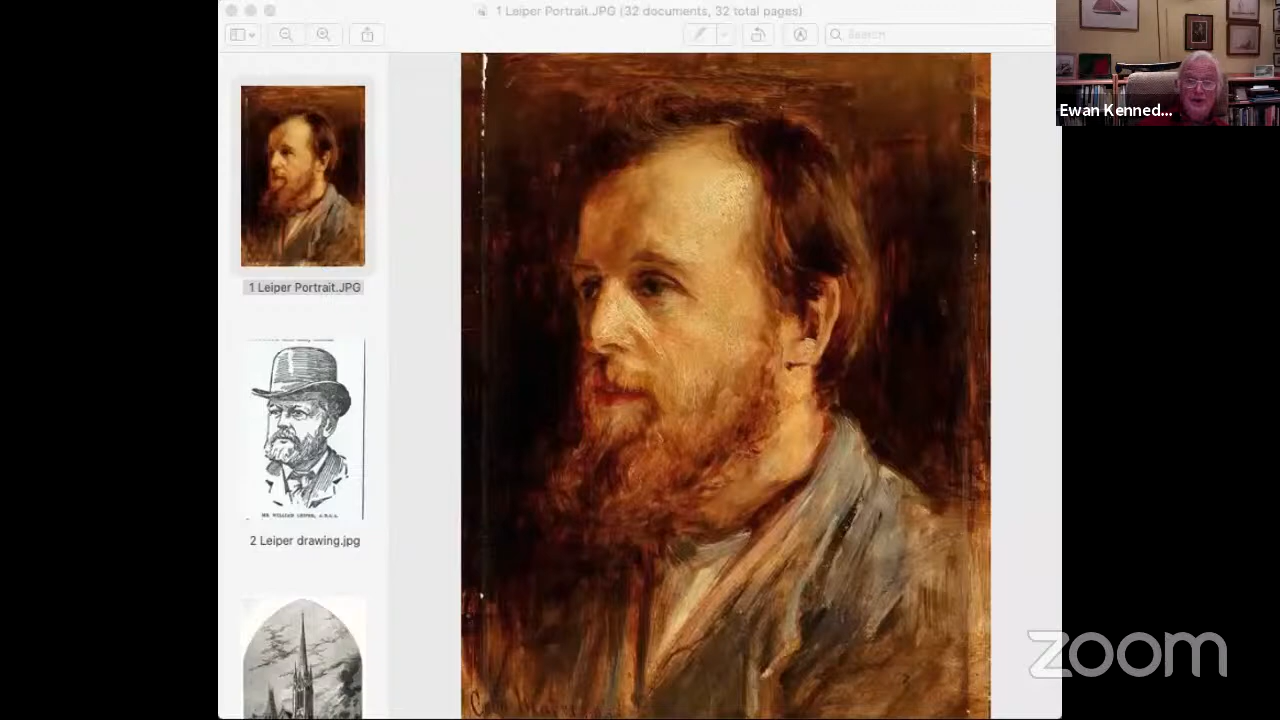 1 Leiper Portrait.JPG (32 documents, 32 total pages)
Search
Ewan Kenned...
1 Leiper Portrait.JPG
MR. WILLIAM LEIPER, A.R.S.A.
2 Leiper drawing.jpg
zoom